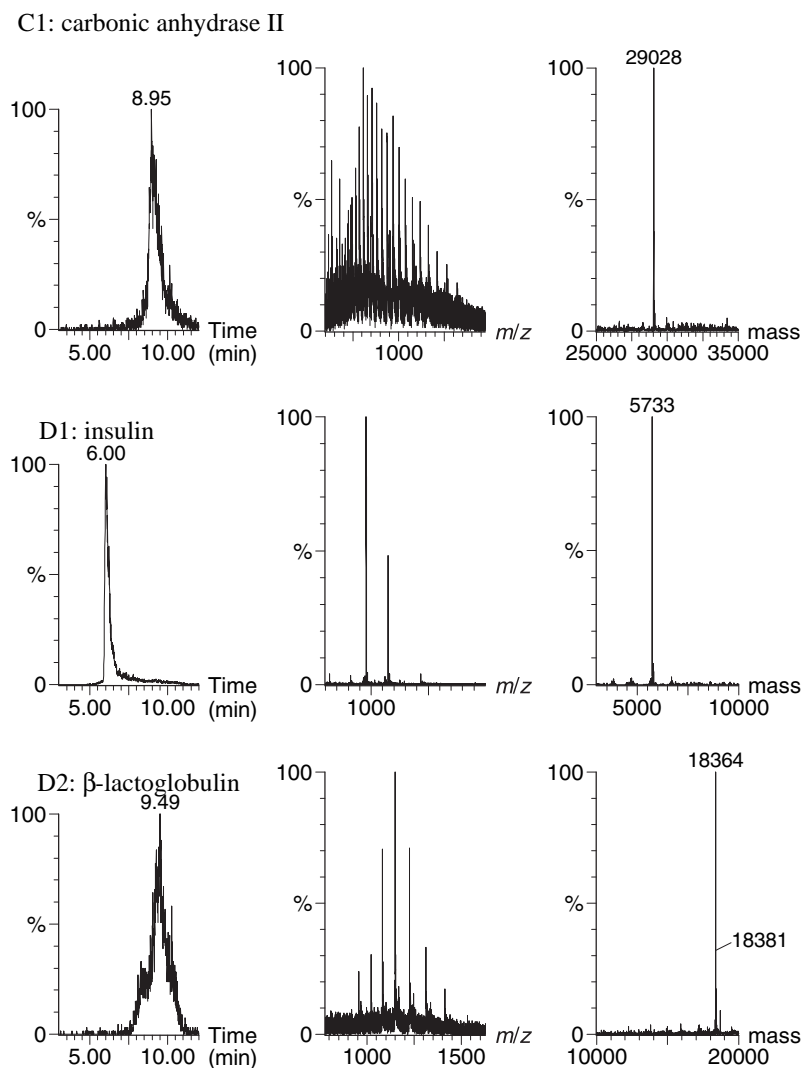 C1: carbonic anhydrase II
8.95
100
%
0
5.00 10.00 Time
(min)
100
%
0
1000 m/z
29028
100
%
0
25000 30000 35000 mass
D1: insulin
6.00
100
%
0
5.00 10.00 Time
(min)
100
%
0
1000 m/z
5733
100
%
0
5000 10000 mass
D2: β-lactoglobulin
9.49
100
%
0
5.00 10.00 Time
(min)
100
%
0
1000 1500 m/z
18364
100
%
18381
0
10000 20000 mass